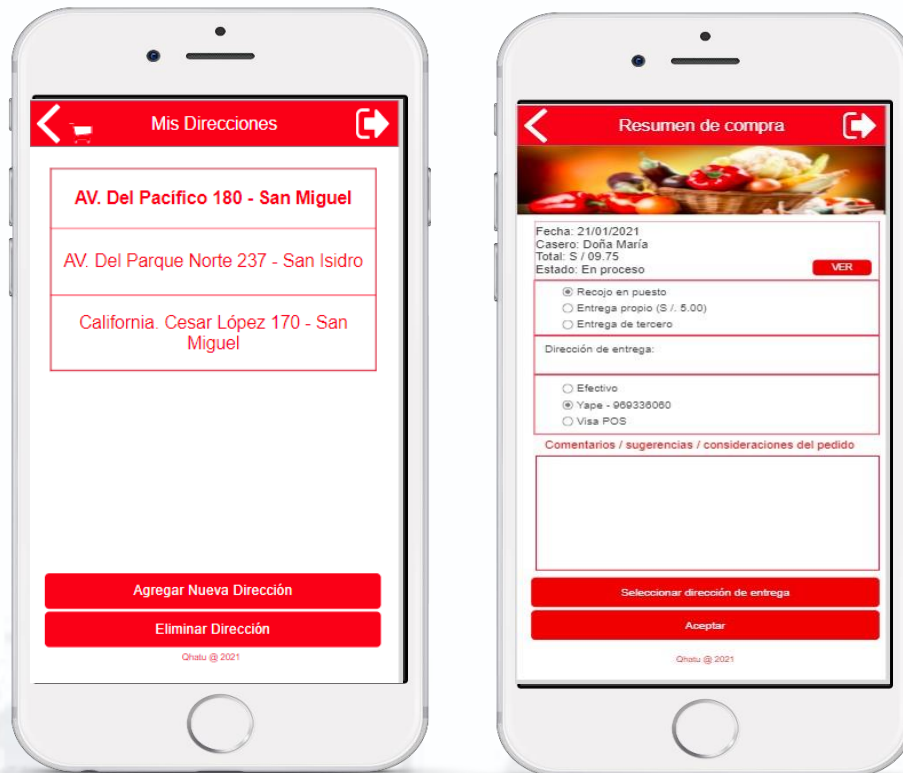 Mis Direcciones
AV. Del Pacífico 180 - San Miguel
AV. Del Parque Norte 237 - San Isidro
California. Cesar López 170 - San
Miguel
Agregar Nueva Dirección
Eliminar Dirección
Qhatu @ 2021
Resumen de compra
Fecha: 21/01/2021
Casero: Doña María
Total: S / 09.75
Estado: En proceso
VER
Recojo en puesto
Entrega propio (S /. 5.00)
Entrega de tercero
Dirección de entrega:
Efectivo
Yape - 969336060
Visa POS
Comentarios / sugerencias / consideraciones del pedido
Seleccionar dirección de entrega
Aceptar
Qhatu @ 2021